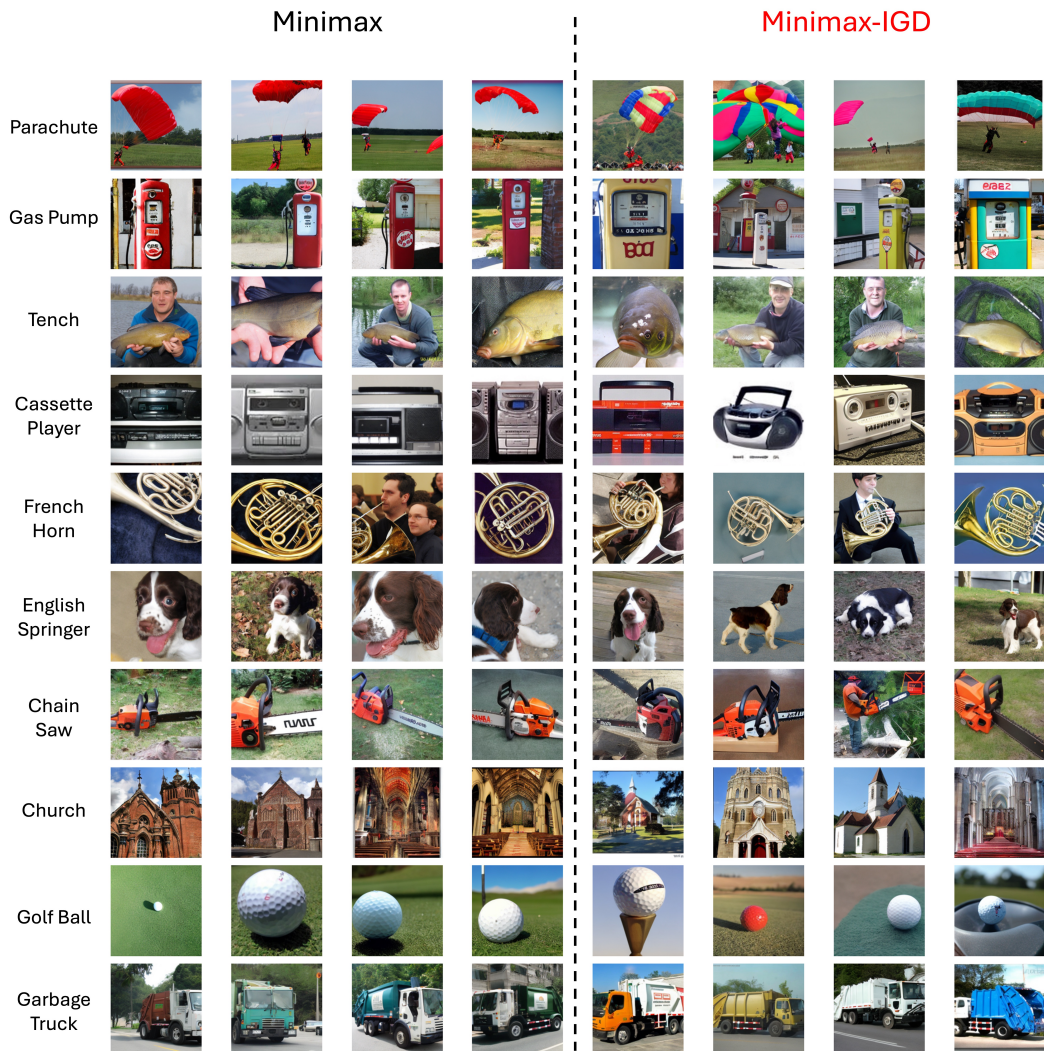 Minimax
Minimax-IGD
Parachute
Gas Pump
Tench
Cassette
Player
French
Horn
English
Springer
Chain
Saw
Church
Golf Ball
Garbage
Truck